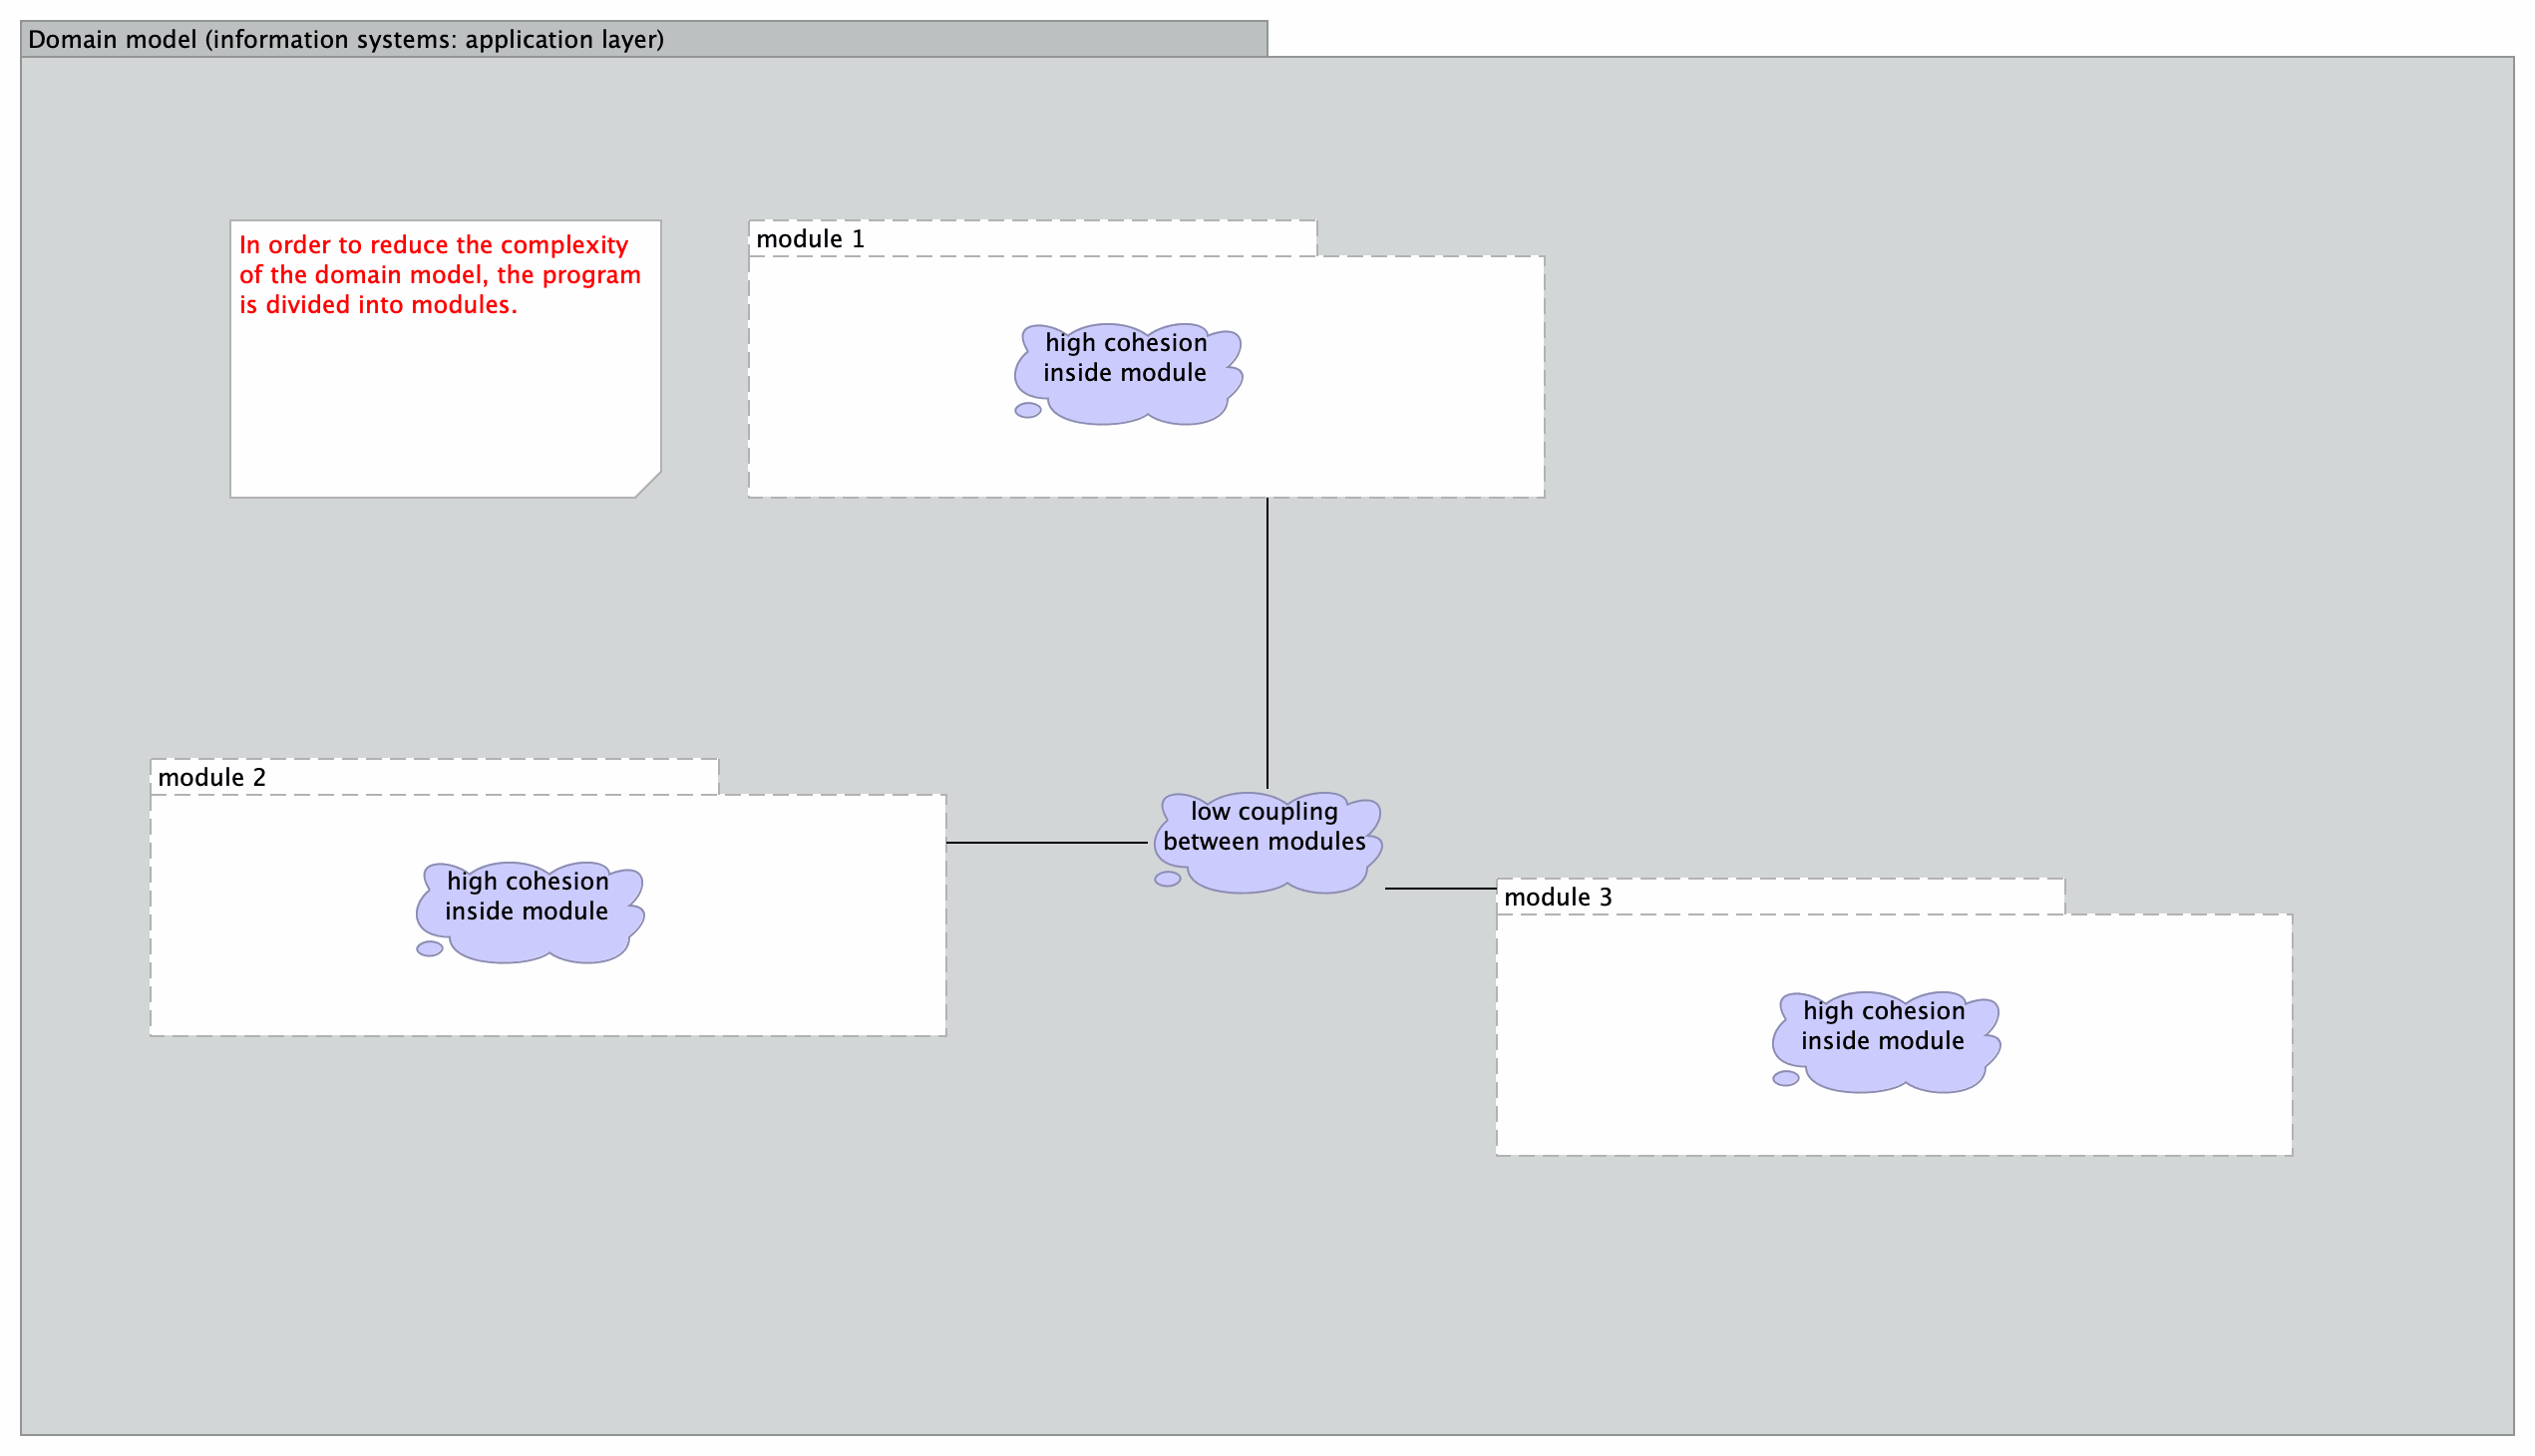 Domain model (information systems: application layer)
In order to reduce the complexity
of the domain model, the program
is divided into modules.
module 1
high cohesion
inside module
module 2
high cohesion
inside module
low coupling
between modules
module 3
high cohesion
inside module